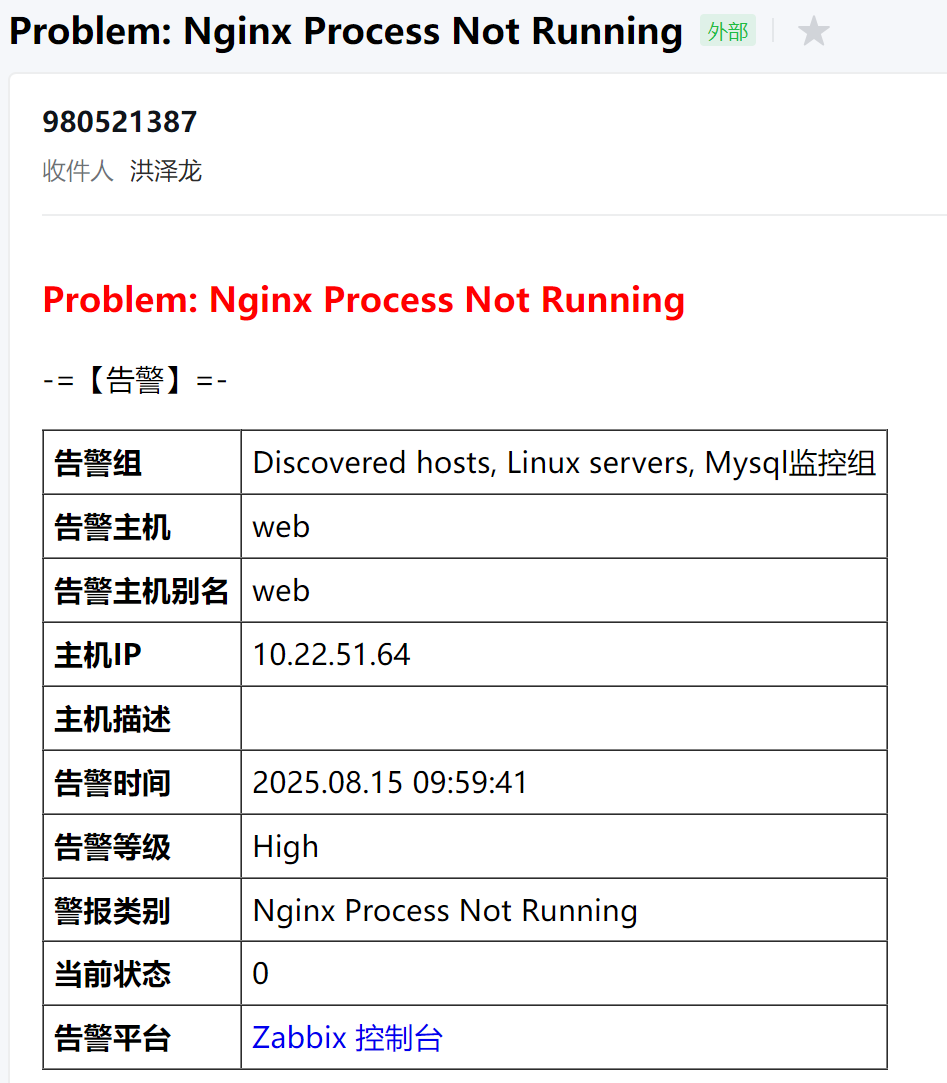 Problem: Nginx Process Not Running 外部
980521387
收件人 洪泽龙
Problem: Nginx Process Not Running
-=【告警】=-
告警组 Discovered hosts, Linux servers, Mysql监控组
告警主机 web
告警主机别名 web
主机IP 10.22.51.64
主机描述
告警时间 2025.08.15 09:59:41
告警等级 High
警报类别 Nginx Process Not Running
当前状态 0
告警平台 Zabbix 控制台